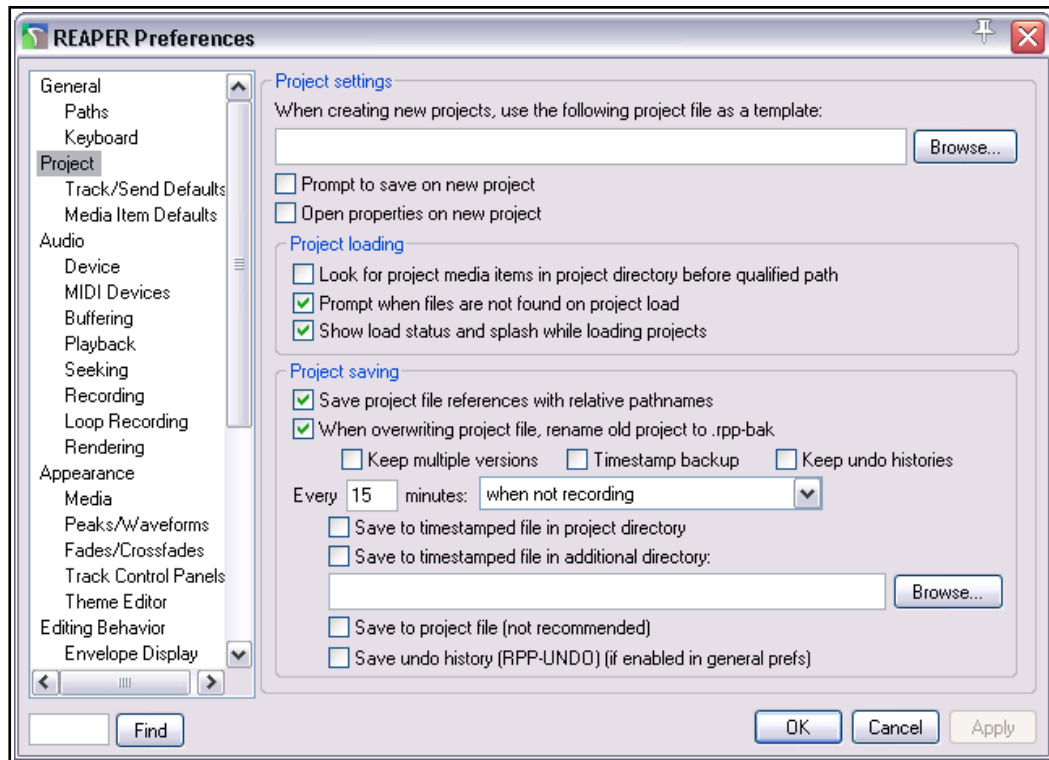 REAPER Preferences
General
Paths
Keyboard
Project
Track/Send Defaults
Media Item Defaults
Audio
Device
MIDI Devices
Buffering
Playback
Seeking
Recording
Loop Recording
Rendering
Appearance
Media
Peaks/Waveforms
Fades/Crossfades
Track Control Panels
Theme Editor
Editing Behavior
Envelope Display
Find
Project settings
When creating new projects, use the following project file as a template:
Browse...
Prompt to save on new project
Open properties on new project
Project loading
Look for project media items in project directory before qualified path
Prompt when files are not found on project load
Show load status and splash while loading projects
Project saving
Save project file references with relative pathnames
When overwriting project file, rename old project to .rpp-bak
Keep multiple versions Timestamp backup Keep undo histories
Every 15 minutes: when not recording
Save to timestamped file in project directory
Save to timestamped file in additional directory:
Browse...
Save to project file (not recommended)
Save undo history (RPP-UNDO) (if enabled in general prefs)
OK Cancel Apply